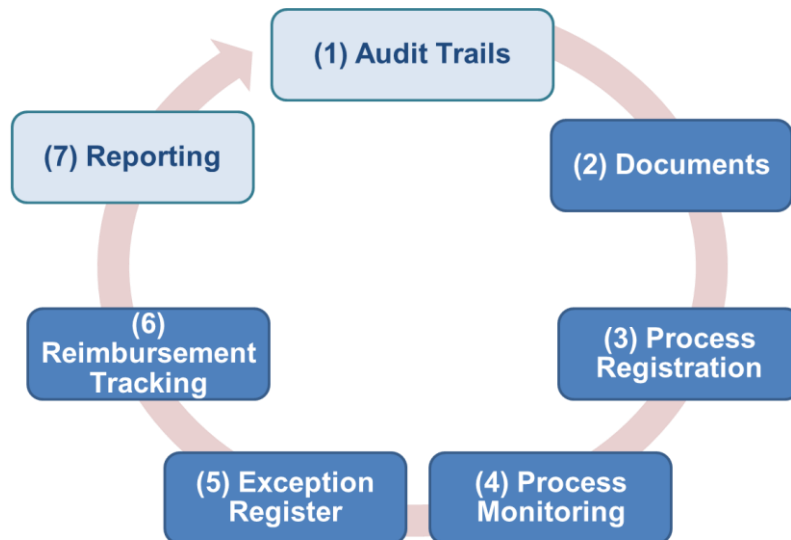 (1) Audit Trails
(2) Documents
(3) Process
Registration
(4) Process
Monitoring
(5) Exception
Register
(6)
Reimbursement
Tracking
(7) Reporting